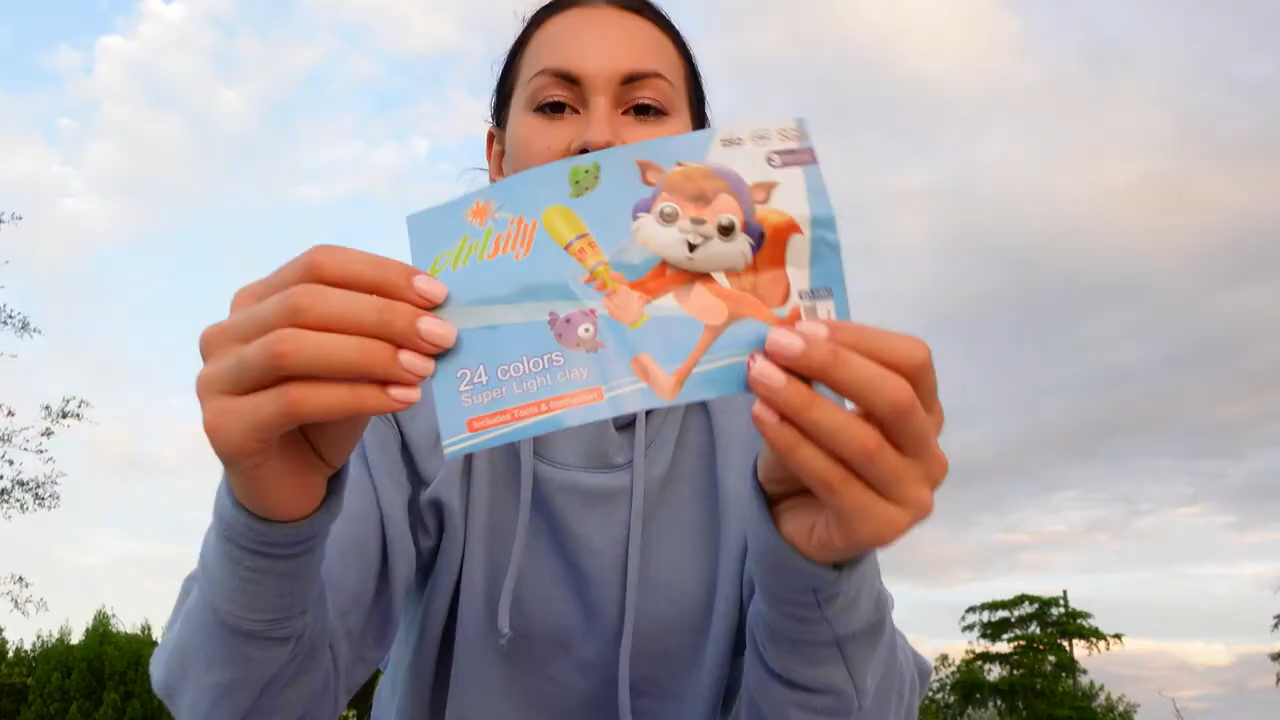 Artsity
24 colors
Super Light clay
Includes Tools & Instruction